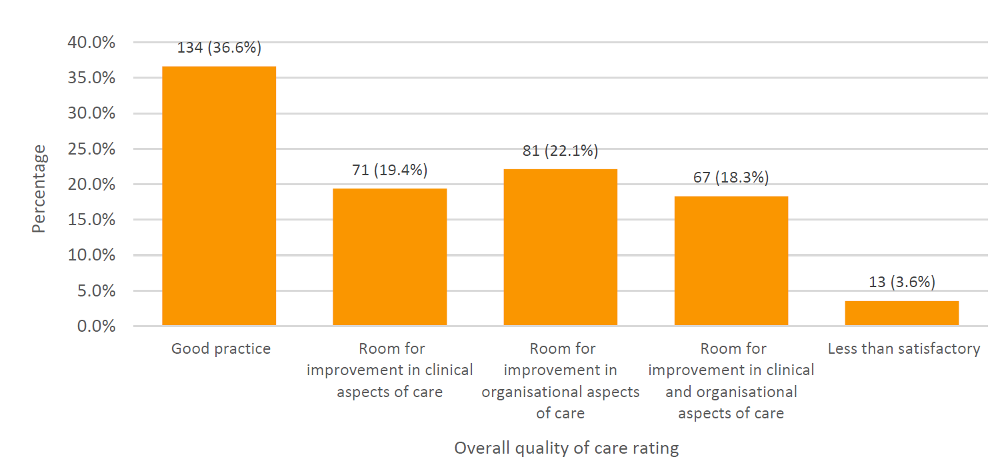 40.0%
35.0%
30.0%
25.0%
20.0%
15.0%
10.0%
5.0%
0.0%
Percentage
134 (36.6%)
71 (19.4%)
81 (22.1%)
67 (18.3%)
13 (3.6%)
Good practice
Room for
improvement in clinical
aspects of care
Room for
improvement in
organisational aspects
of care
Room for
improvement in clinical
and organisational
aspects of care
Less than satisfactory
Overall quality of care rating